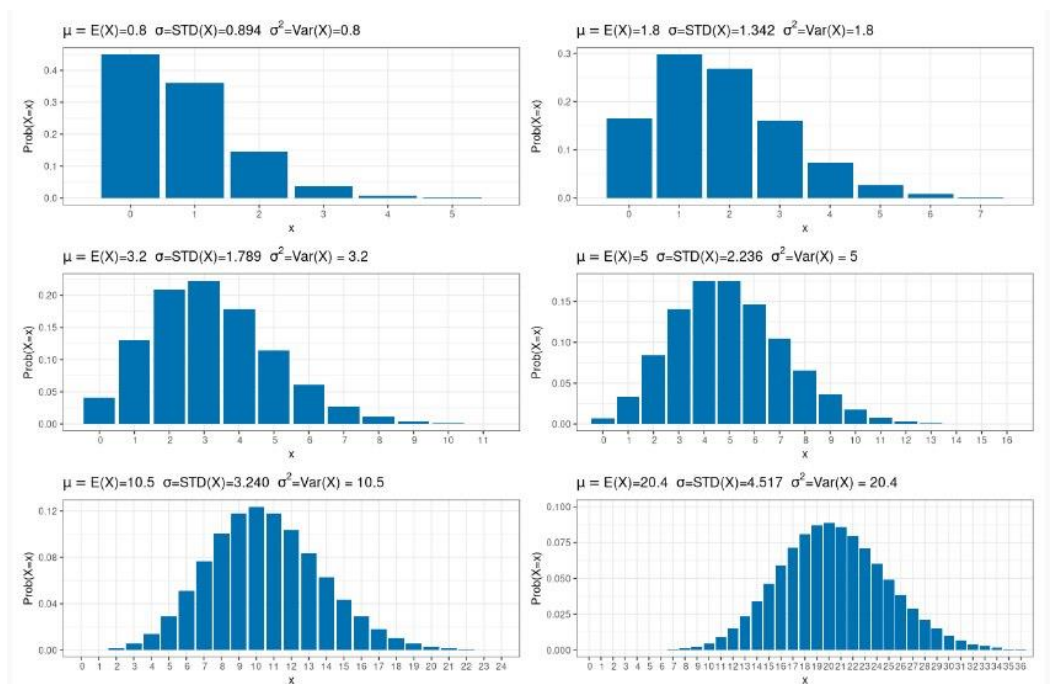 μ = E(X)=0.8 σ=STD(X)=0.894 σ²=Var(X)=0.8
Prob(X=x)
0.4
0.3
0.2
0.1
0.0
0 1 2 3 4 5
x
μ = E(X)=1.8 σ=STD(X)=1.342 σ²=Var(X)=1.8
Prob(X=x)
0.3
0.2
0.1
0.0
0 1 2 3 4 5 6 7
x
μ = E(X)=3.2 σ=STD(X)=1.789 σ²=Var(X) = 3.2
Prob(X=x)
0.20
0.15
0.10
0.05
0.00
0 1 2 3 4 5 6 7 8 9 10 11
x
μ = E(X)=5 σ=STD(X)=2.236 σ²=Var(X) = 5
Prob(X=x)
0.15
0.10
0.05
0.00
0 1 2 3 4 5 6 7 8 9 10 11 12 13 14 15 16
x
μ = E(X)=10.5 σ=STD(X)=3.240 σ²=Var(X) = 10.5
Prob(X=x)
0.12
0.08
0.04
0.00
0 1 2 3 4 5 6 7 8 9 10 11 12 13 14 15 16 17 18 19 20 21 22 23 24
x
μ = E(X)=20.4 σ=STD(X)=4.517 σ²=Var(X) = 20.4
Prob(X=x)
0.100
0.075
0.050
0.025
0.000
0 1 2 3 4 5 6 7 8 9 10 11 12 13 14 15 16 17 18 19 20 21 22 23 24 25 26 27 28 29 30 31 32 33 34 35 36
x